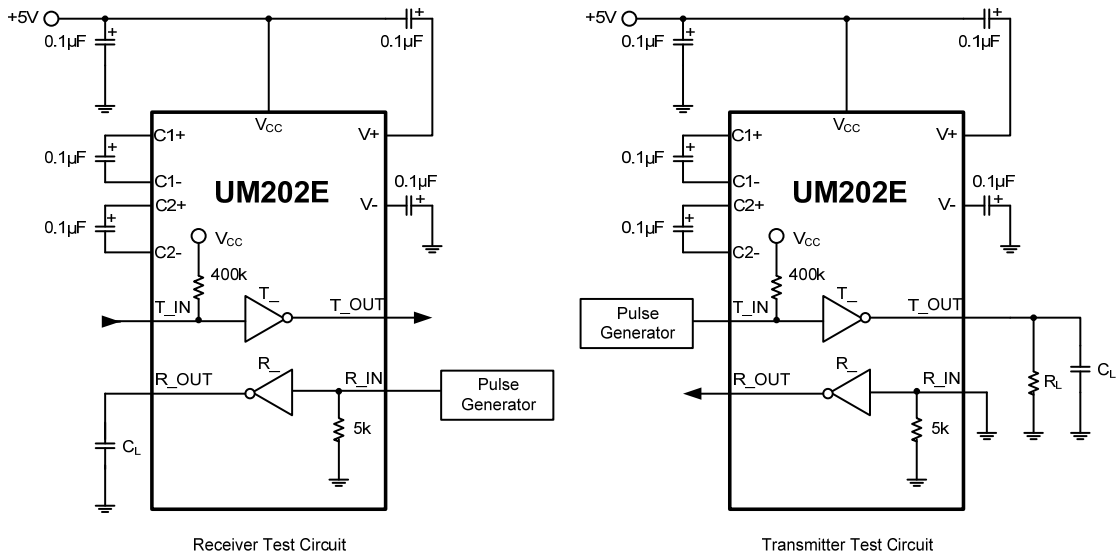 +5V
0.1µF
+
+
0.1µF
VCC
C1+
V+
0.1µF
+
C1-
UM202E
0.1µF
C2+
V-
+
0.1µF
+
C2-
VCC
400k
T_IN
T_
T_OUT
R_OUT
R_
R_IN
Pulse
Generator
5k
CL
Receiver Test Circuit
+5V
0.1µF
+
+
0.1µF
VCC
C1+
V+
0.1µF
+
C1-
UM202E
0.1µF
C2+
V-
+
0.1µF
+
C2-
VCC
400k
Pulse
Generator
T_IN
T_
T_OUT
R_OUT
R_
R_IN
RL
CL
5k
Transmitter Test Circuit